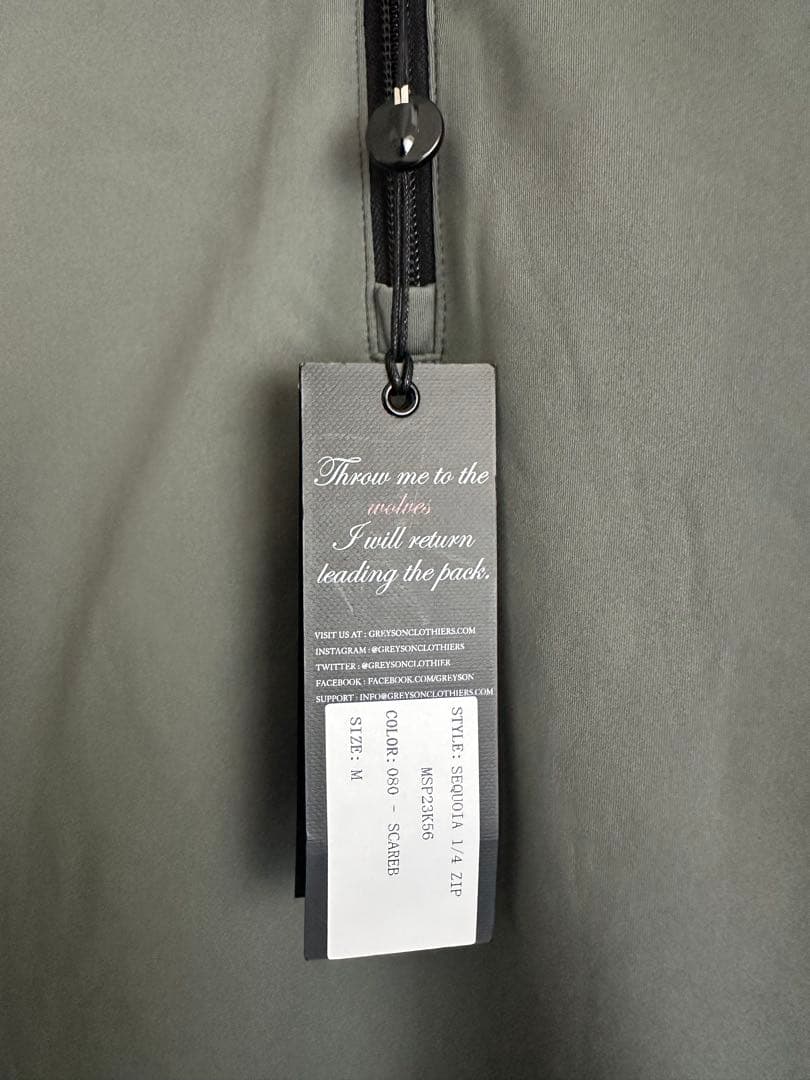 Throw me to the
wolves
I will return
leading the pack.
VISIT US AT : GREYSONCLOTHIERS.COM
INSTAGRAM : @GREYSONCLOTHIERS
TWITTER : @GREYSONCLOTHIER
FACEBOOK : FACEBOOK.COM/GREYSON
SUPPORT : INFO@GREYSONCLOTHIERS.COM
STYLE: SEQUOIA 1/4 ZIP
MSP23K56
COLOR: 080 - SCAREB
SIZE: M